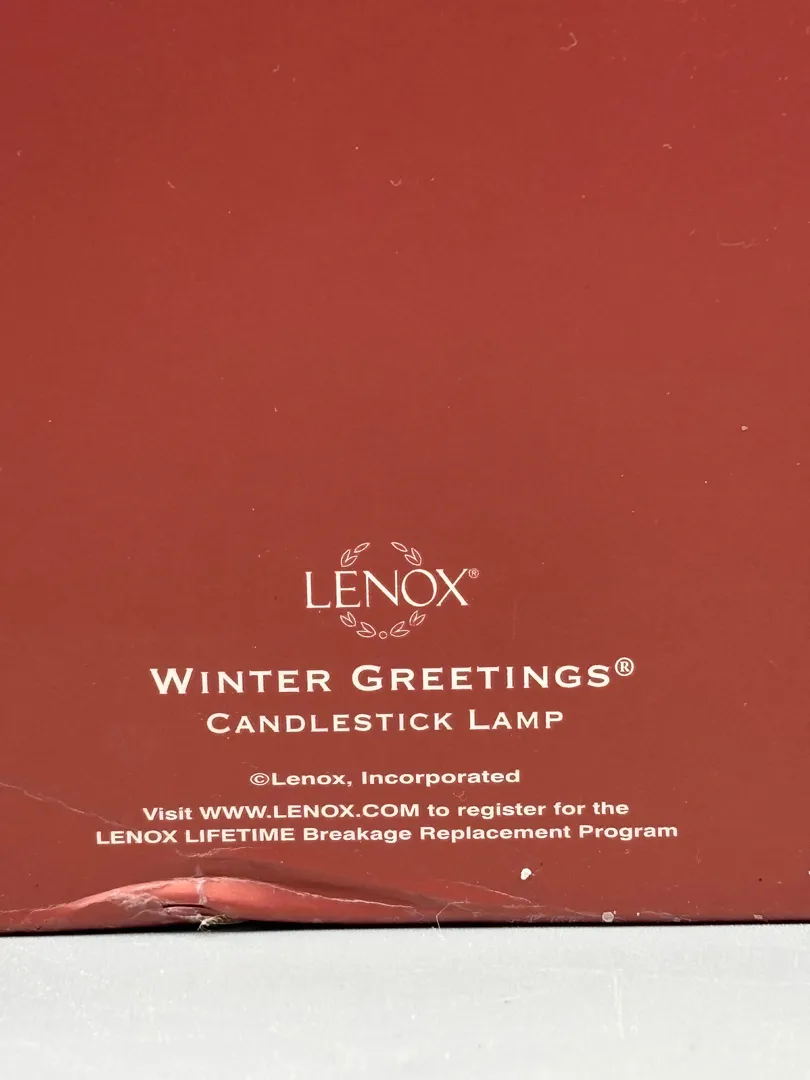 LENOX®
WINTER GREETINGS®
CANDLESTICK LAMP
©Lenox, Incorporated
Visit WWW.LENOX.COM to register for the
LENOX LIFETIME Breakage Replacement Program